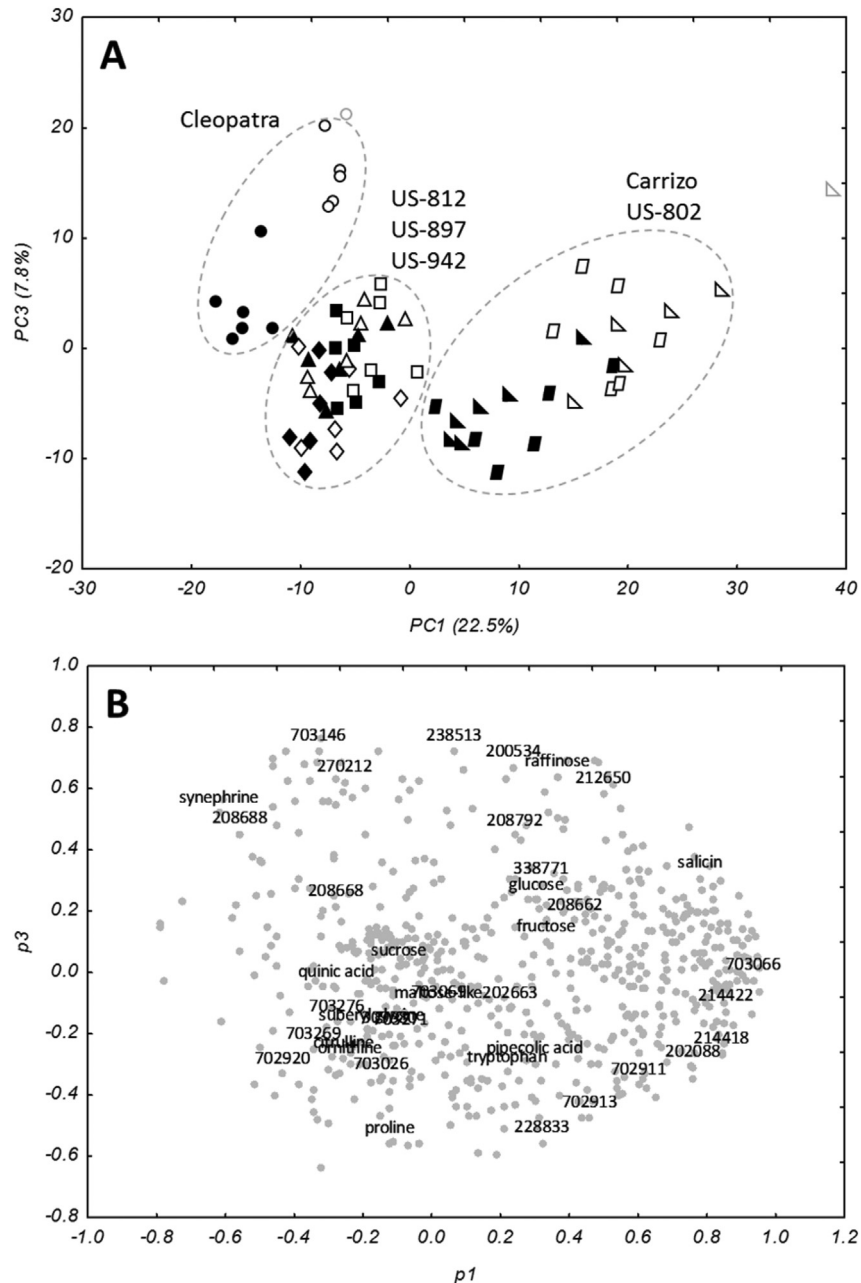 A
30
20
10
0
-10
-20
PC3 (7.8%)
Cleopatra
US-812
US-897
US-942
Carrizo
US-802
-30 -20 -10 0 10 20 30 40
PC1 (22.5%)
B
1.0
0.8
0.6
0.4
0.2
0.0
-0.2
-0.4
-0.6
-0.8
p3
703146 238513
200534
raffinose
270212 212650
synephrine
208688
208792
338771 salicin
glucose
208668
208662
fructose
sucrose
quinic acid 703066
maltose-like 202663
214422
703276
703269 214418
citrulline
ornithine pipecolic acid 202088
702920 tryptophan
703026 702911
702913
proline 228833
-1.0 -0.8 -0.6 -0.4 -0.2 0.0 0.2 0.4 0.6 0.8 1.0 1.2
p1